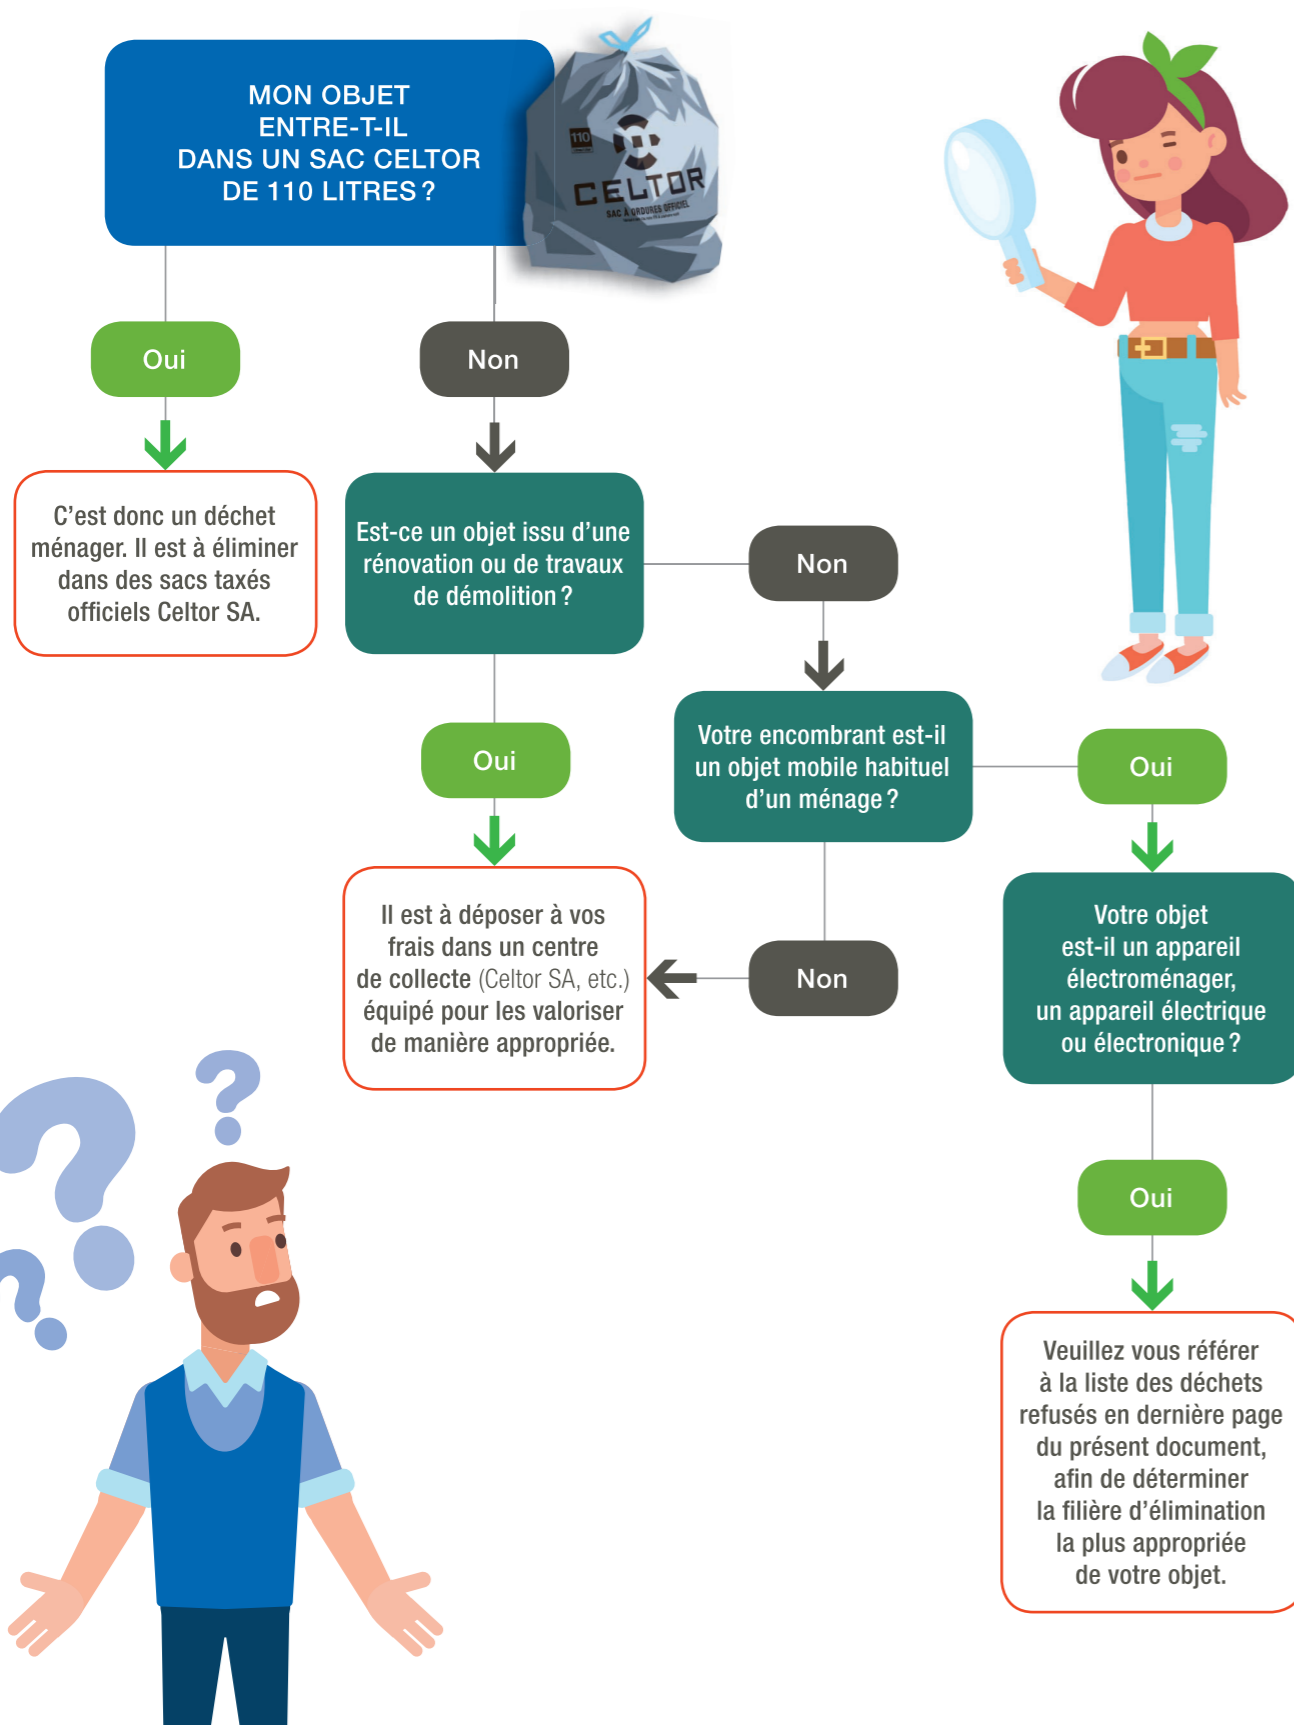 MON OBJET
ENTRE-T-IL
DANS UN SAC CELTOR
DE 110 LITRES ?
110
CELTOR
SAC À ORDURES OFFICIEL
Oui
Non
C’est donc un déchet
ménager. Il est à éliminer
dans des sacs taxés
officiels Celtor SA.
Est-ce un objet issu d’une
rénovation ou de travaux
de démolition ?
Non
Oui
Votre encombrant est-il
un objet mobile habituel
d’un ménage ?
Oui
Il est à déposer à vos
frais dans un centre
de collecte (Celtor SA, etc.)
équipé pour les valoriser
de manière appropriée.
Non
Votre objet
est-il un appareil
électroménager,
un appareil électrique
ou électronique ?
Oui
Veuillez vous référer
à la liste des déchets
refusés en dernière page
du présent document,
afin de déterminer
la filière d’élimination
la plus appropriée
de votre objet.